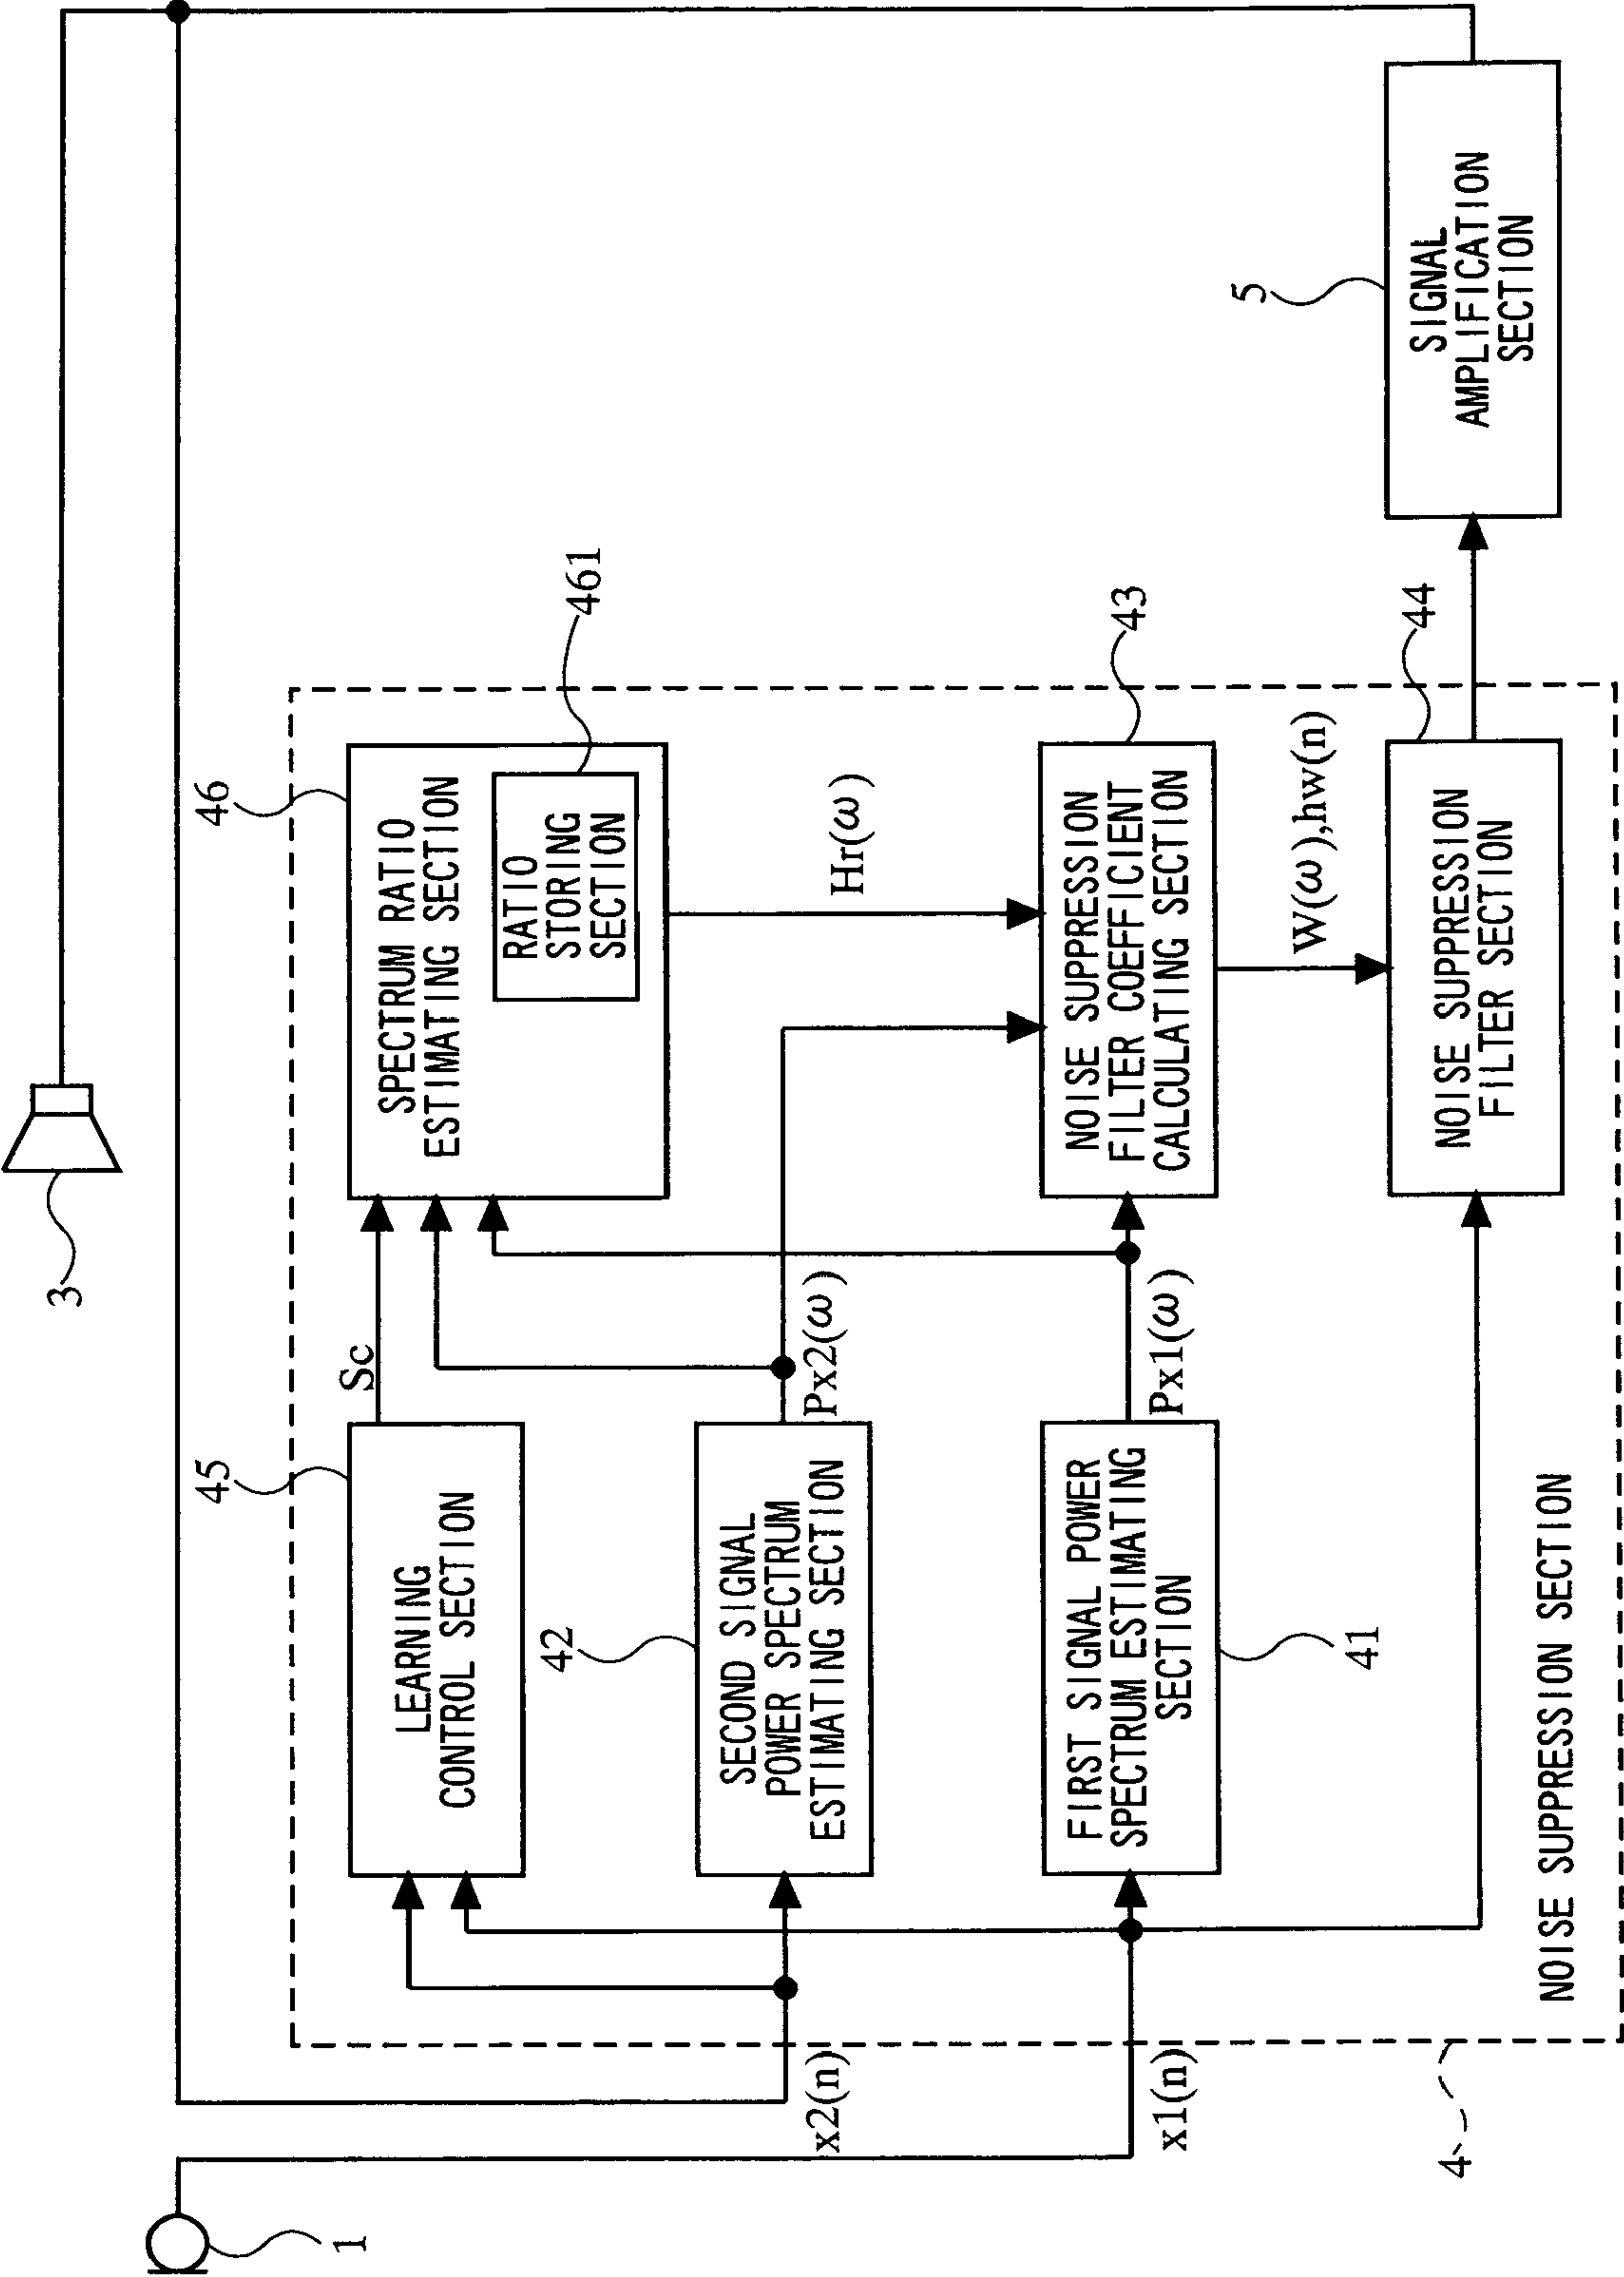 3
46
SPECTRUM RATIO
ESTIMATING SECTION
RATIO
STORING
SECTION
461
45
LEARNING
CONTROL SECTION
Sc
42
SECOND SIGNAL
POWER SPECTRUM
ESTIMATING SECTION
Px2(ω)
Hr(ω)
FIRST SIGNAL POWER
SPECTRUM ESTIMATING
SECTION
41
Px1(ω)
NOISE SUPPRESSION
FILTER COEFFICIENT
CALCULATING SECTION
43
W(ω),hw(n)
NOISE SUPPRESSION
FILTER SECTION
44
5
SIGNAL
AMPLIFICATION
SECTION
x2(n)
x1(n)
1
4
NOISE SUPPRESSION SECTION